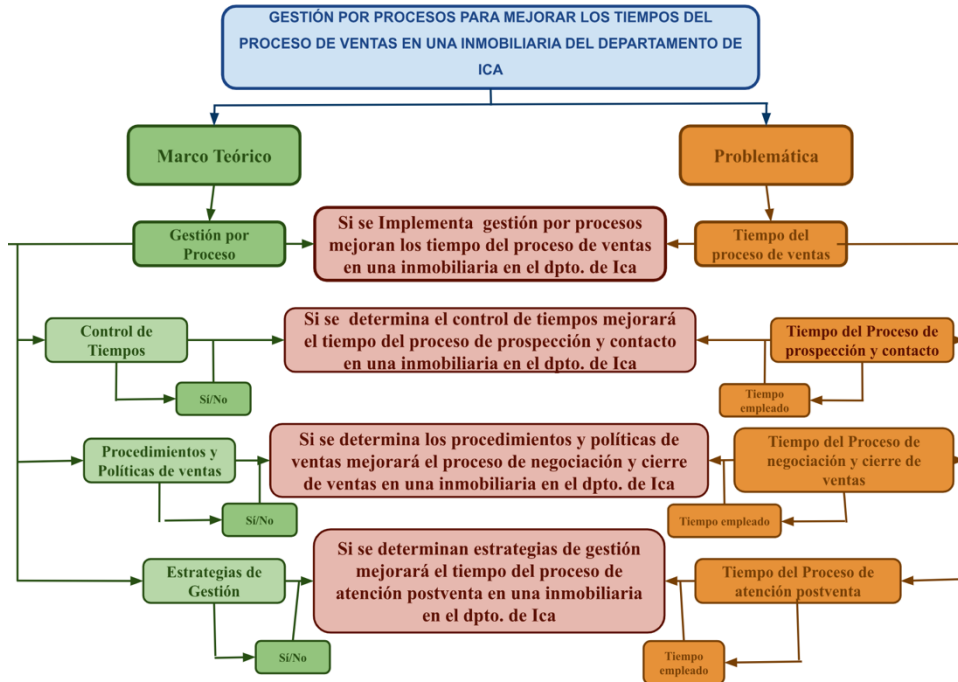 GESTIÓN POR PROCESOS PARA MEJORAR LOS TIEMPOS DEL
PROCESO DE VENTAS EN UNA INMOBILIARIA DEL DEPARTAMENTO DE
ICA
Marco Teórico
Problemática
Gestión por
Proceso
Si se Implementa gestión por procesos
mejoran los tiempo del proceso de ventas
en una inmobiliaria en el dpto. de Ica
Tiempo del
proceso de ventas
Control de
Tiempos
Si se determina el control de tiempos mejorará
el tiempo del proceso de prospección y contacto
en una inmobiliaria en el dpto. de Ica
Tiempo del Proceso de
prospección y contacto
Sí/No
Tiempo
empleado
Procedimientos y
Políticas de ventas
Si se determina los procedimientos y políticas de
ventas mejorará el proceso de negociación y cierre
de ventas en una inmobiliaria en el dpto. de Ica
Tiempo del Proceso de
negociación y cierre de
ventas
Sí/No
Tiempo empleado
Estrategias de
Gestión
Si se determinan estrategias de gestión
mejorará el tiempo del proceso de
atención postventa en una inmobiliaria
en el dpto. de Ica
Tiempo del Proceso de
atención postventa
Sí/No
Tiempo
empleado